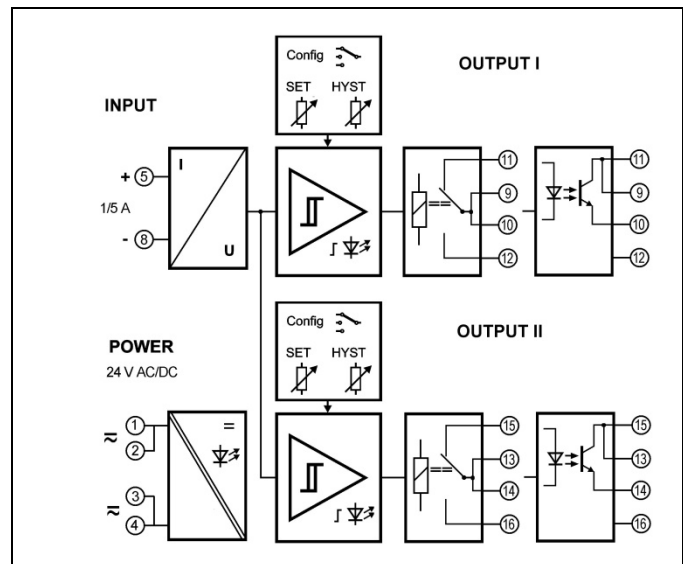 Config
SET HYST
OUTPUT I
INPUT
+ 5
I
1/5 A
- 8
U
11
9
10
12
11
9
10
12
Config
SET HYST
OUTPUT II
POWER
24 V AC/DC
1
2
3
4
=
15
13
14
16
15
13
14
16